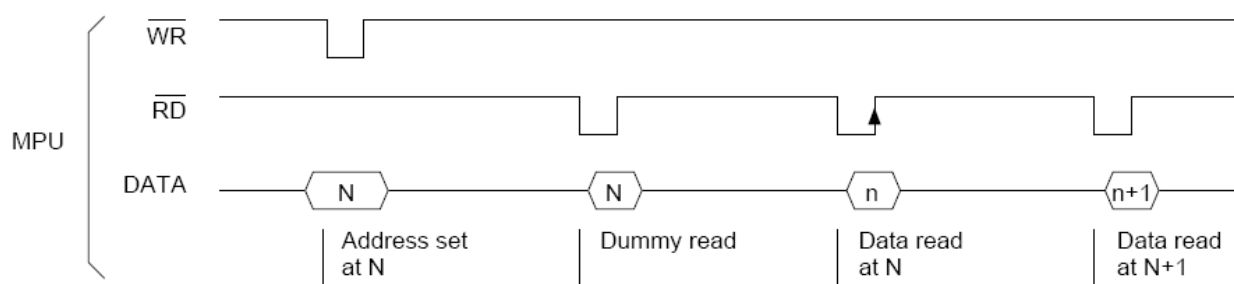 WR
RD
MPU
DATA
N
N
n
n+1
Address set
at N
Dummy read
Data read
at N
Data read
at N+1